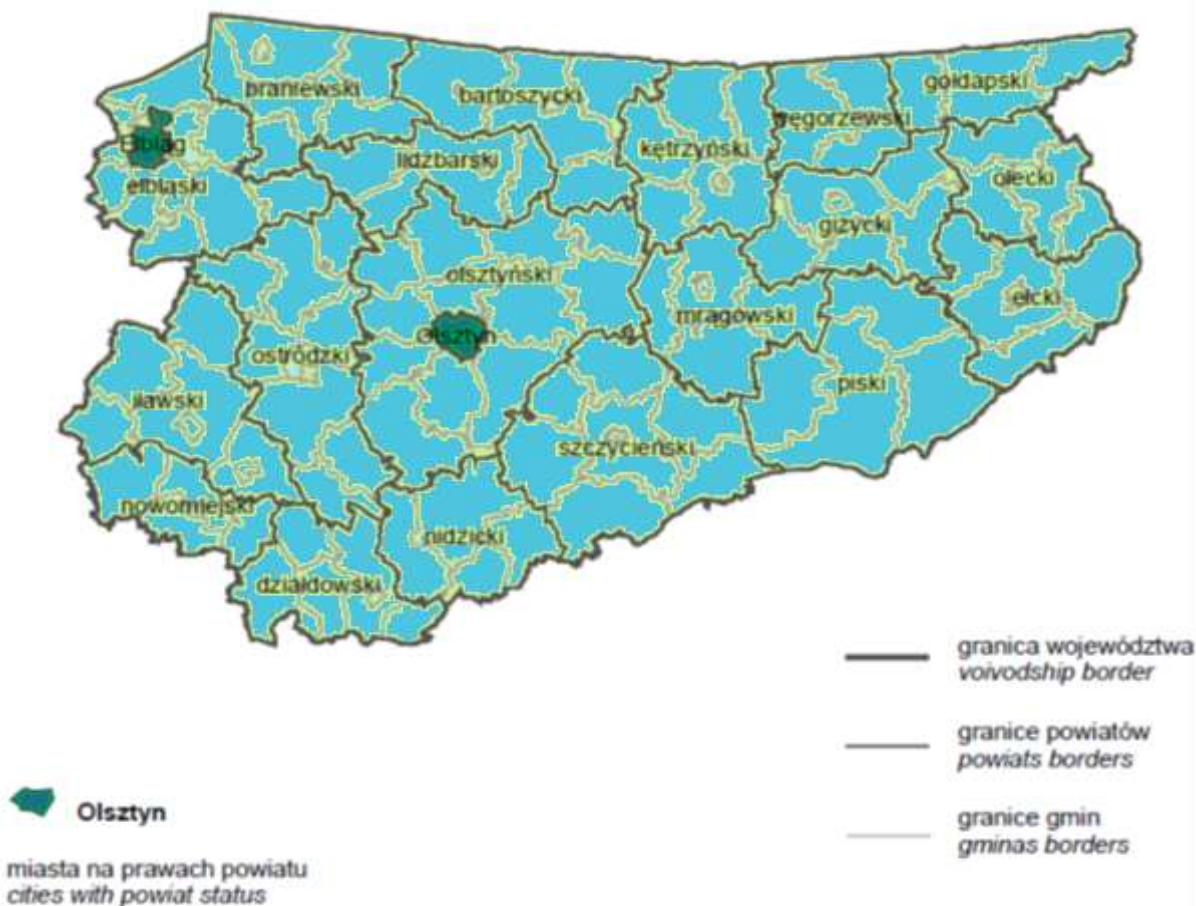 braniewski
bartoszycki
gołdapski
węgorzewski
Elbląg
lidzbarski
kętrzyński
elbląski
olecki
giżycki
olsztyński
ełcki
mrągowski
Olsztyn
ostródzki
piski
iławski
szczycieński
nowomiejski
nidzicki
działdowski
granica województwa
voivodship border
granice powiatów
powiats borders
granice gmin
gminas borders
Olsztyn
miasta na prawach powiatu
cities with powiat status